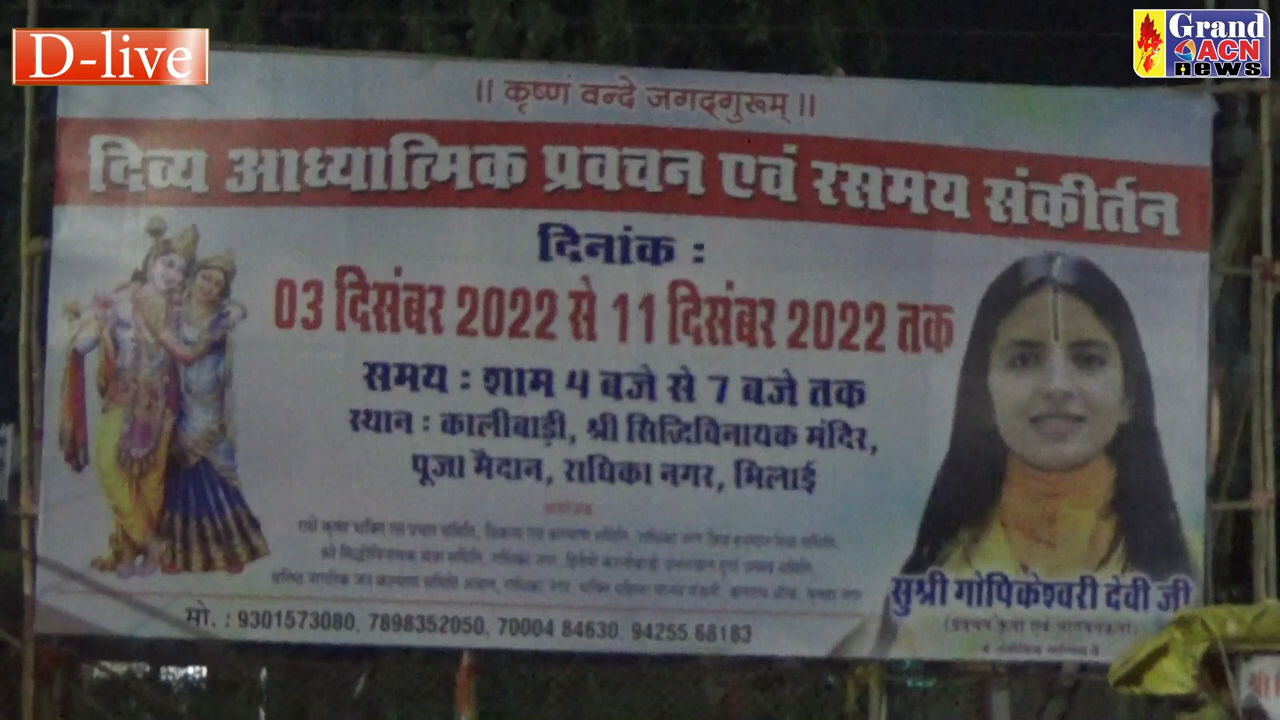 D-live
Grand
ACN
news
॥ कृष्णं वन्दे जगद्गुरूम् ॥
दिव्य आध्यात्मिक प्रवचन एवं रसमय संकीर्तन
दिनांक :
03 दिसंबर 2022 से 11 दिसंबर 2022 तक
समय : शाम 4 बजे से 7 बजे तक
स्थान : कालीबाड़ी, श्री सिद्धिविनायक मंदिर,
पूजा मैदान, राधिका नगर, भिलाई
सुश्री गोपिकेश्वरी देवी जी
मो. : 9301573080, 7898352050, 70004 84630, 94255 68183